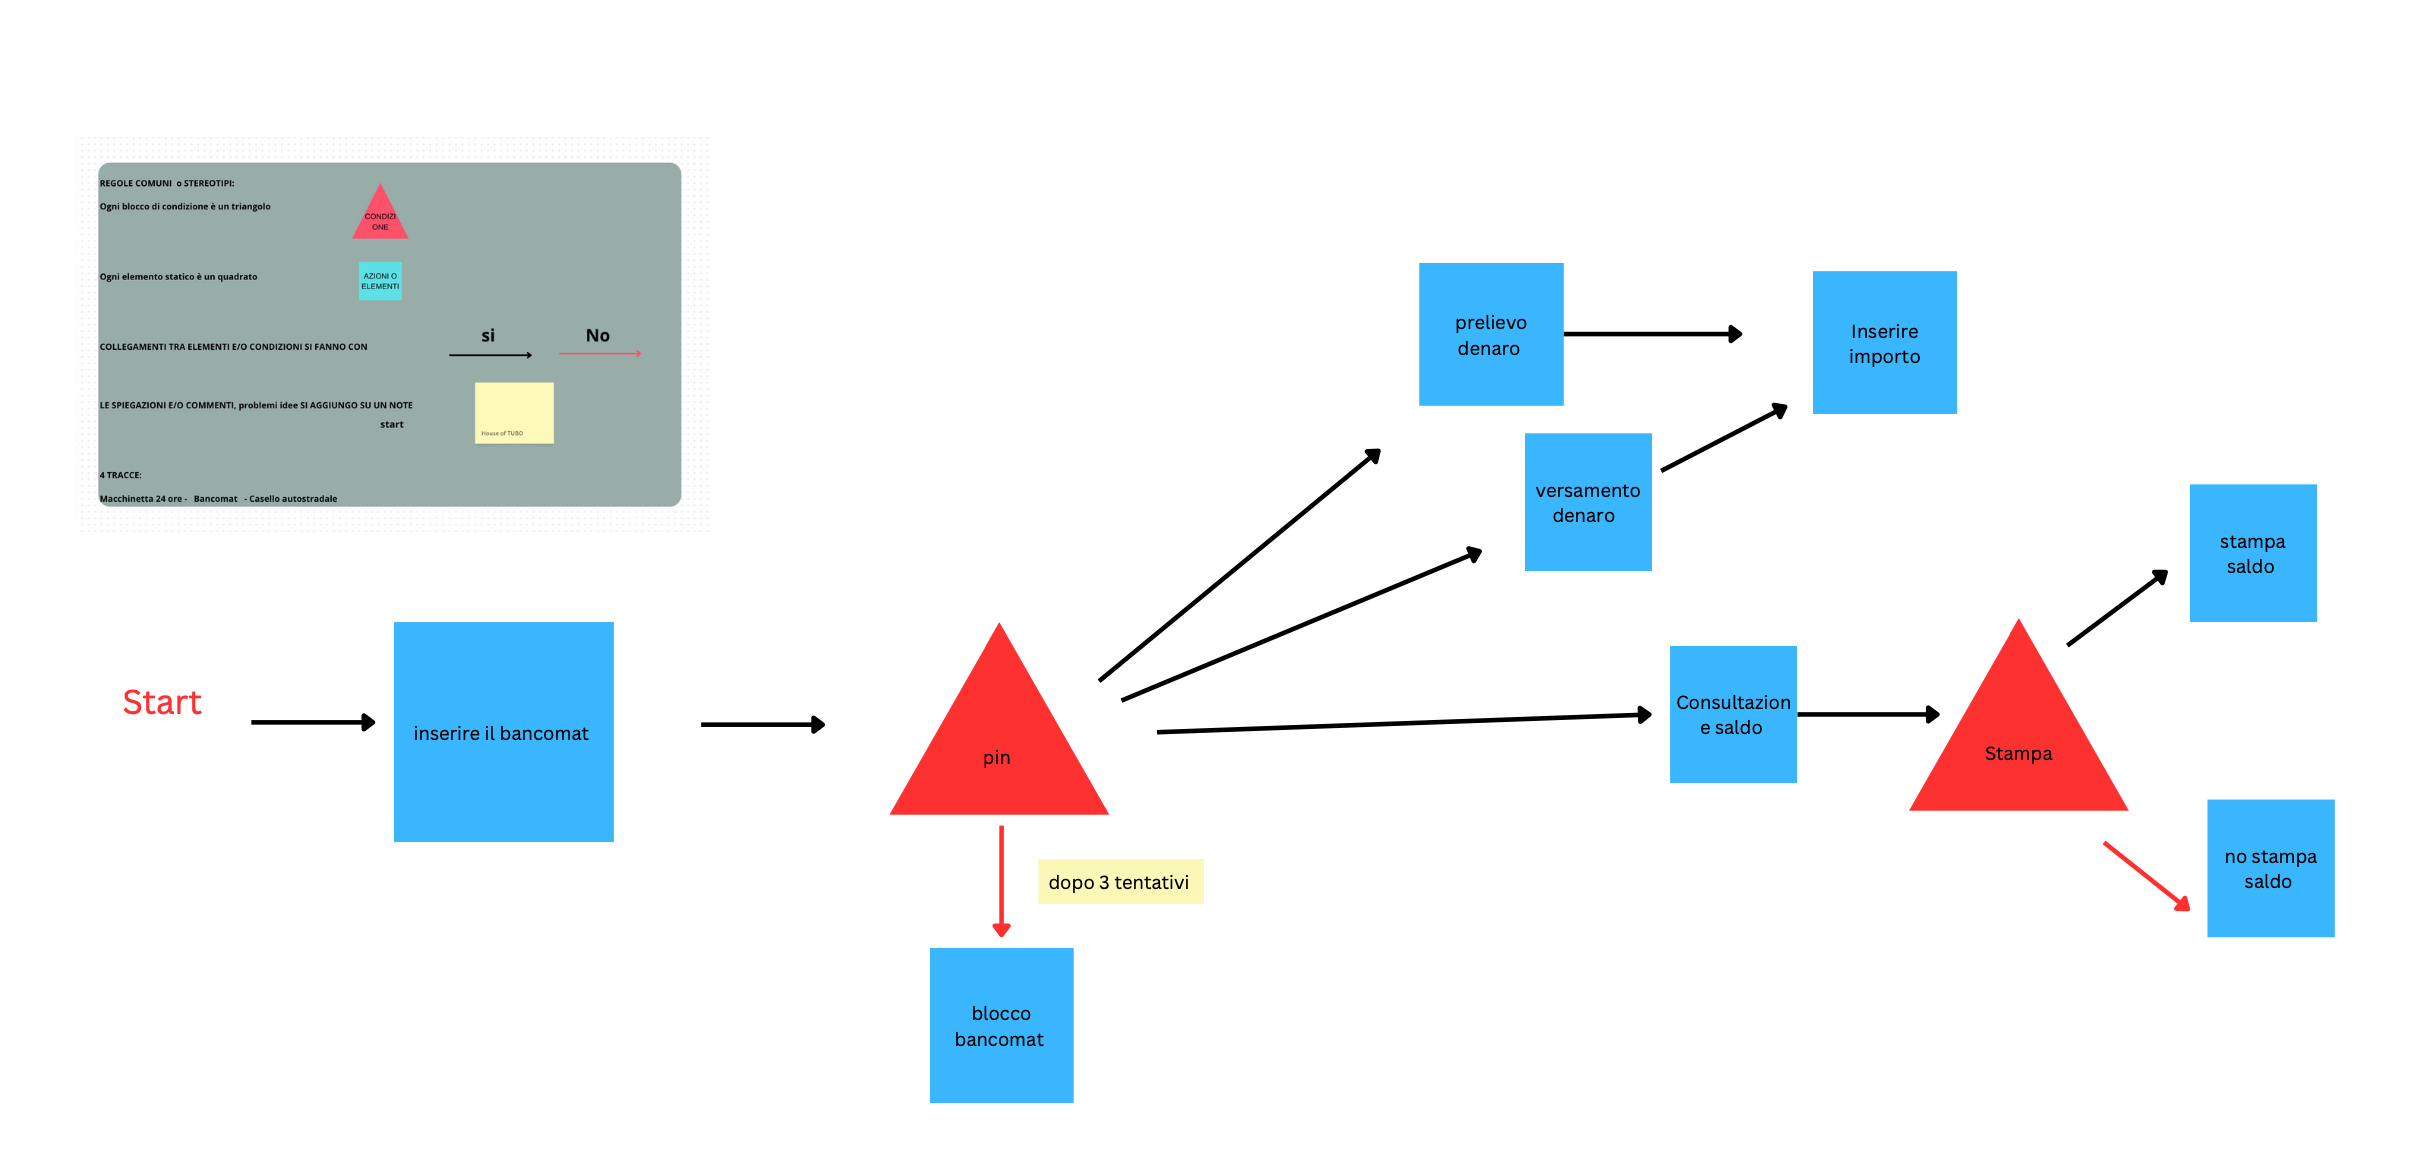 REGOLE COMUNI o STEREOTIPI:
Ogni blocco di condizione è un triangolo
CONDIZI
ONE
Ogni elemento statico è un quadrato
AZIONI O
ELEMENTI
COLLEGAMENTI TRA ELEMENTI E/O CONDIZIONI SI FANNO CON
si
No
LE SPIEGAZIONI E/O COMMENTI, problemi idee SI AGGIUNGO SU UN NOTE
start
House of TUBO
4 TRACCE:
Macchinetta 24 ore - Bancomat - Casello autostradale
Start
inserire il bancomat
pin
dopo 3 tentativi
blocco
bancomat
prelievo
denaro
Inserire
importo
versamento
denaro
Consultazion
e saldo
Stampa
stampa
saldo
no stampa
saldo